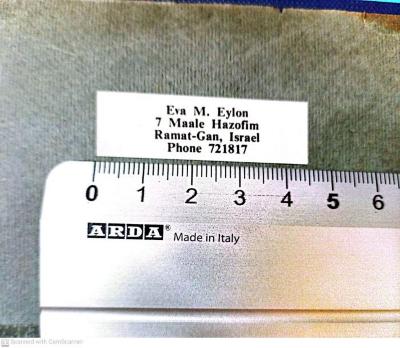 Eva M. Eylon
7 Maale Hazofim
Ramat-Gan, Israel
Phone 721817
0 1 2 3 4 5 6
ARDA® Made in Italy
Scanned with CamScanner